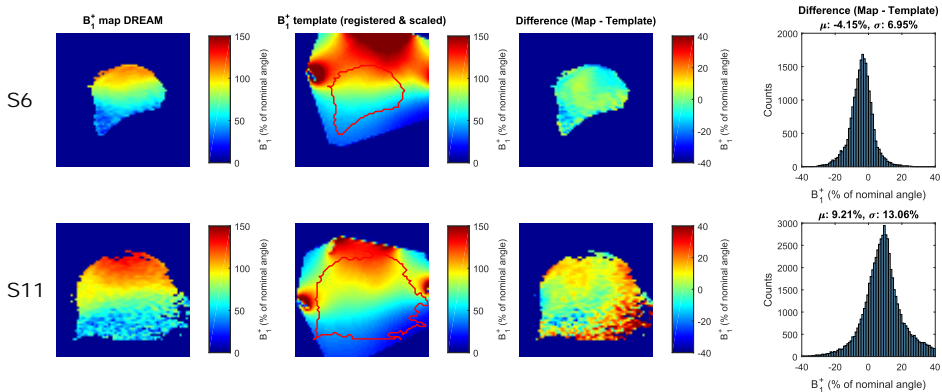 B₁⁺ map DREAM
B₁⁺ template (registered & scaled)
Difference (Map - Template)
Difference (Map - Template)
μ: -4.15%, σ: 6.95%
S6
150
100
50
0
B₁⁺ (% of nominal angle)
150
100
50
0
B₁⁺ (% of nominal angle)
40
20
0
-20
-40
B₁⁺ (% of nominal angle)
Counts
2000
1500
1000
500
0
-40 -20 0 20 40
B₁⁺ (% of nominal angle)
μ: 9.21%, σ: 13.06%
S11
150
100
50
0
B₁⁺ (% of nominal angle)
150
100
50
0
B₁⁺ (% of nominal angle)
40
20
0
-20
-40
B₁⁺ (% of nominal angle)
Counts
3000
2500
2000
1500
1000
500
0
-40 -20 0 20 40
B₁⁺ (% of nominal angle)